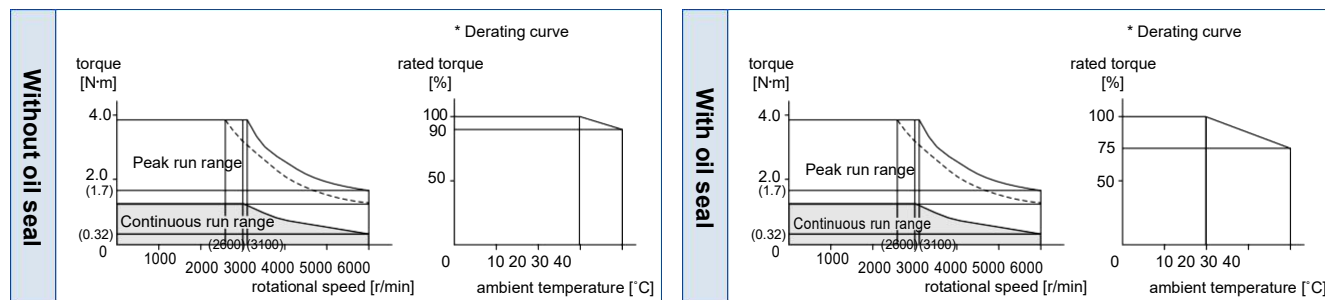 Without oil seal
* Derating curve
torque
[N·m]
4.0
2.0
(1.7)
(0.32)
0
Peak run range
Continuous run range
(2600)
(3100)
1000
2000 3000 4000 5000 6000
rotational speed [r/min]
rated torque
[%]
100
90
50
0
10 20 30 40
ambient temperature [˚C]
With oil seal
* Derating curve
torque
[N·m]
4.0
2.0
(1.7)
(0.32)
0
Peak run range
Continuous run range
(2600)
(3100)
1000
2000 3000 4000 5000 6000
rotational speed [r/min]
rated torque
[%]
100
75
50
0
10 20 30 40
ambient temperature [˚C]